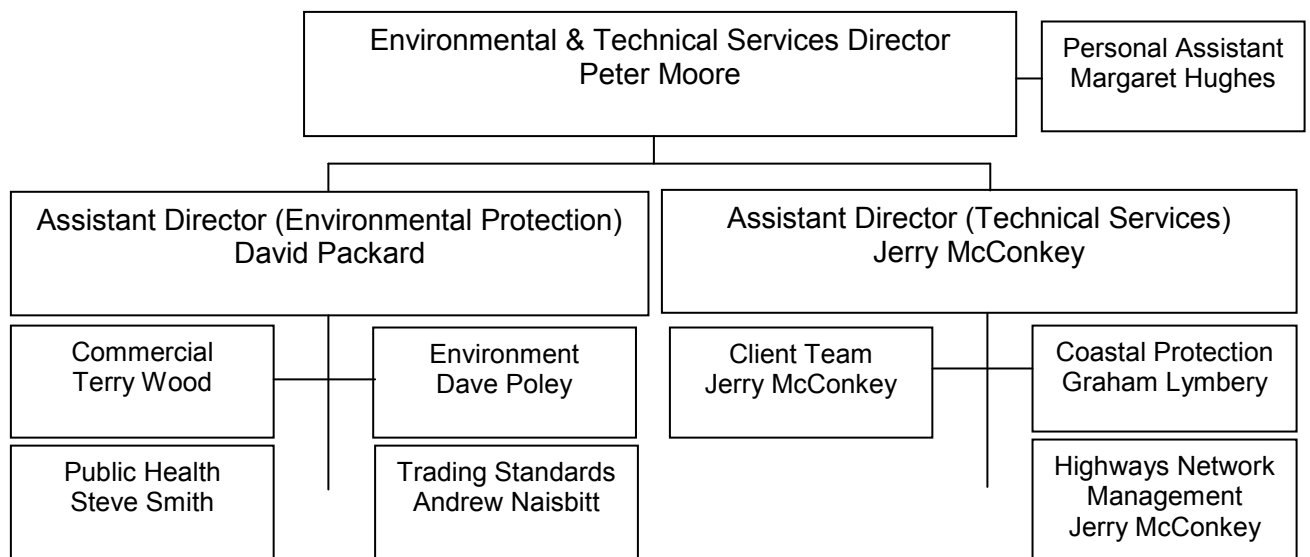 Environmental & Technical Services Director
Peter Moore
Personal Assistant
Margaret Hughes
Assistant Director (Environmental Protection)
David Packard
Assistant Director (Technical Services)
Jerry McConkey
Commercial
Terry Wood
Environment
Dave Poley
Client Team
Jerry McConkey
Coastal Protection
Graham Lymbery
Public Health
Steve Smith
Trading Standards
Andrew Naisbitt
Highways Network
Management
Jerry McConkey